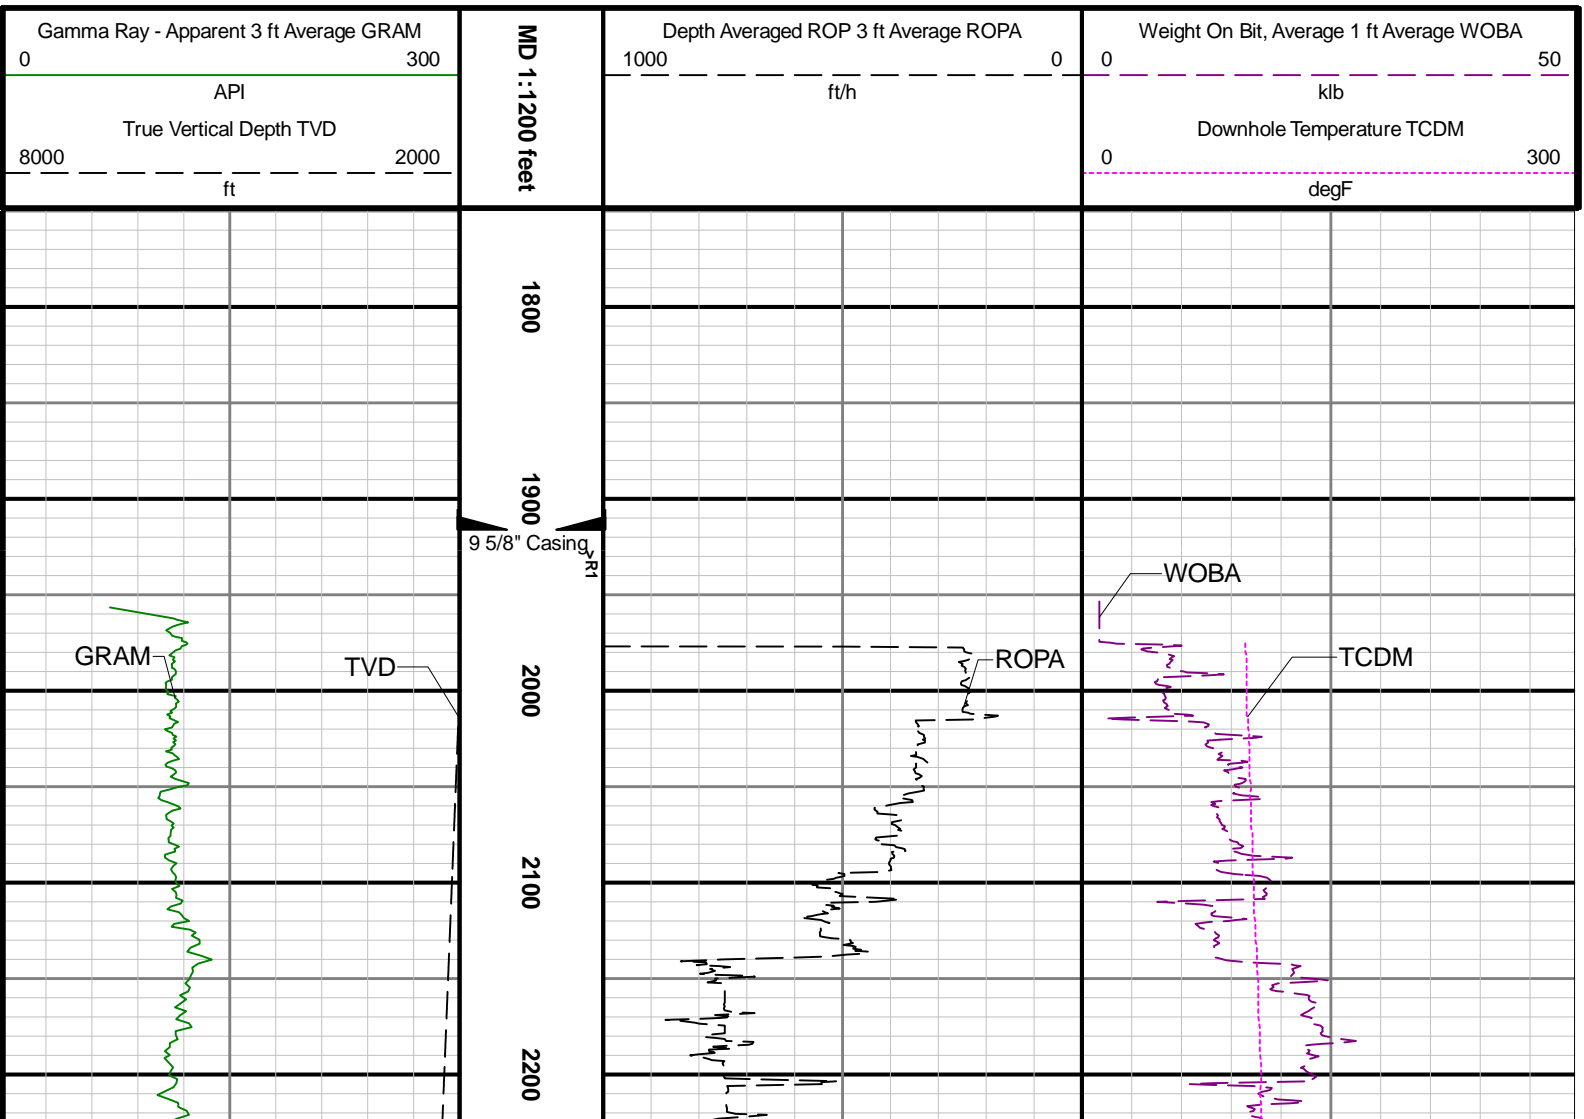 Gamma Ray - Apparent 3 ft Average GRAM
0 300
API
True Vertical Depth TVD
8000 2000
ft
MD 1:1200 feet
Depth Averaged ROP 3 ft Average ROPA
1000 0
ft/h
Weight On Bit, Average 1 ft Average WOBA
0 50
klb
Downhole Temperature TCDM
0 300
degF
1800
1900
9 5/8" Casing
>R1
WOBA
GRAM
TVD
2000
ROPA
TCDM
2100
2200